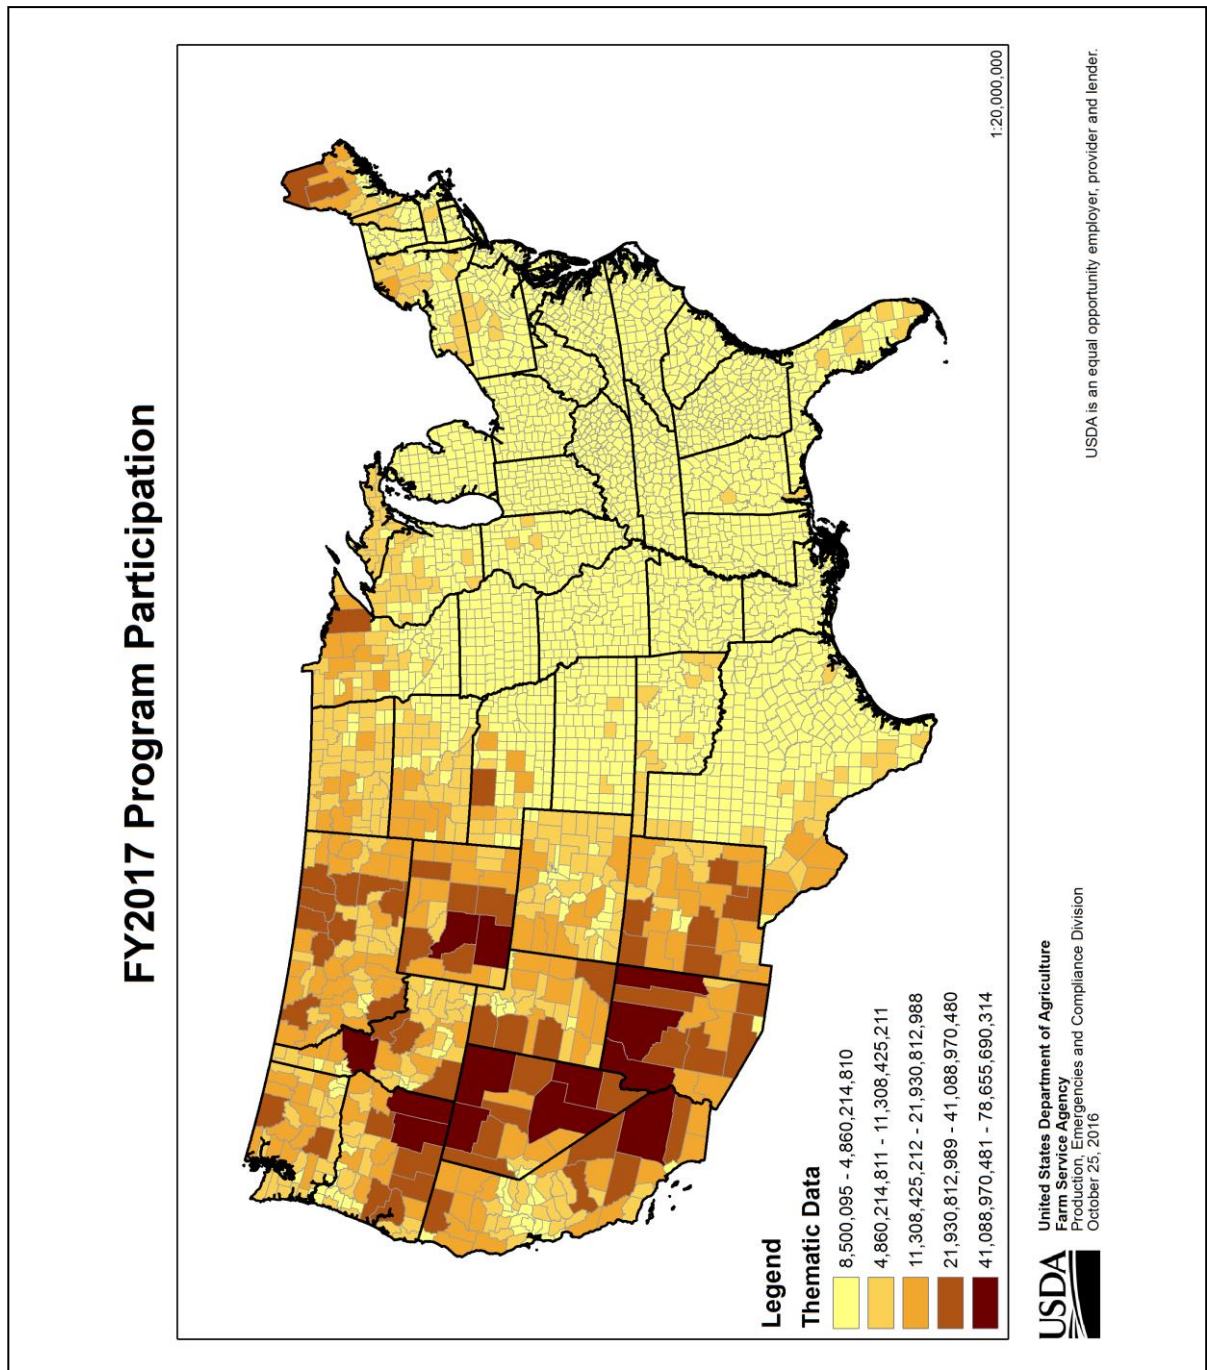 FY2017 Program Participation
1:20,000,000
Legend
Thematic Data
8,500,095 - 4,860,214,810
4,860,214,811 - 11,308,425,211
11,308,425,212 - 21,930,812,988
21,930,812,989 - 41,088,970,480
41,088,970,481 - 78,655,690,314
USDA
United States Department of Agriculture
Farm Service Agency
Production, Emergencies and Compliance Division
October 25, 2016
USDA is an equal opportunity employer, provider and lender.